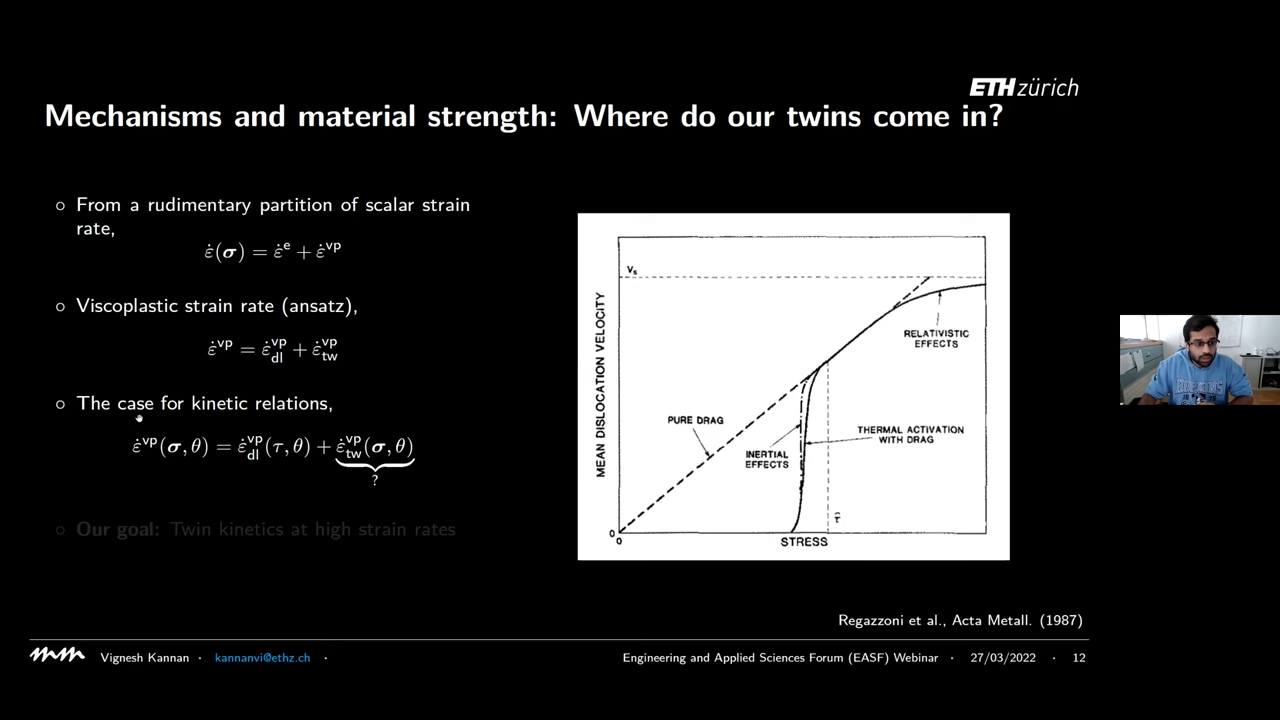 ETH zürich
Mechanisms and material strength: Where do our twins come in?
○ From a rudimentary partition of scalar strain
rate,
ε̇(σ) = ε̇ᵉ + ε̇ᵛᵖ
○ Viscoplastic strain rate (ansatz),
ε̇ᵛᵖ = ε̇ᵛᵖ_dl + ε̇ᵛᵖ_tw
○ The case for kinetic relations,
ε̇ᵛᵖ(σ, θ) = ε̇ᵛᵖ_dl(τ, θ) + ε̇ᵛᵖ_tw(σ, θ)
?
○ Our goal: Twin kinetics at high strain rates
MEAN DISLOCATION VELOCITY
Vs
RELATIVISTIC
EFFECTS
PURE DRAG
THERMAL ACTIVATION
WITH DRAG
INERTIAL
EFFECTS
τ̂
0
0
STRESS
Regazzoni et al., Acta Metall. (1987)
Vignesh Kannan · kannanvi@ethz.ch ·
Engineering and Applied Sciences Forum (EASF) Webinar · 27/03/2022 · 12